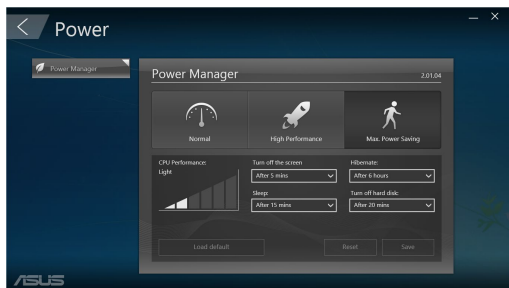 Power
Power Manager
Power Manager 2.01.04
Normal
High Performance
Max. Power Saving
CPU Performance:
Light
Turn off the screen
After 5 mins
Hibernate:
After 6 hours
Sleep:
After 15 mins
Turn off hard disk:
After 20 mins
Load default
Reset
Save
ASUS